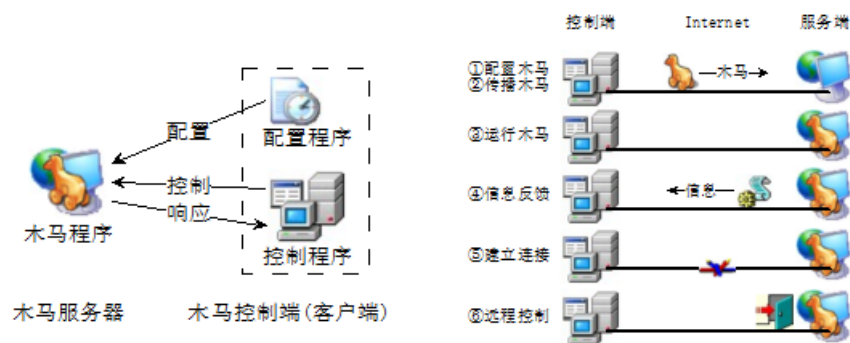 配置
配置程序
控制
响应
木马程序
控制程序
木马服务器
木马控制端(客户端)
控制端 Internet 服务端
①配置木马
②传播木马
木马
③运行木马
④信息反馈
信息
⑤建立连接
⑥远程控制